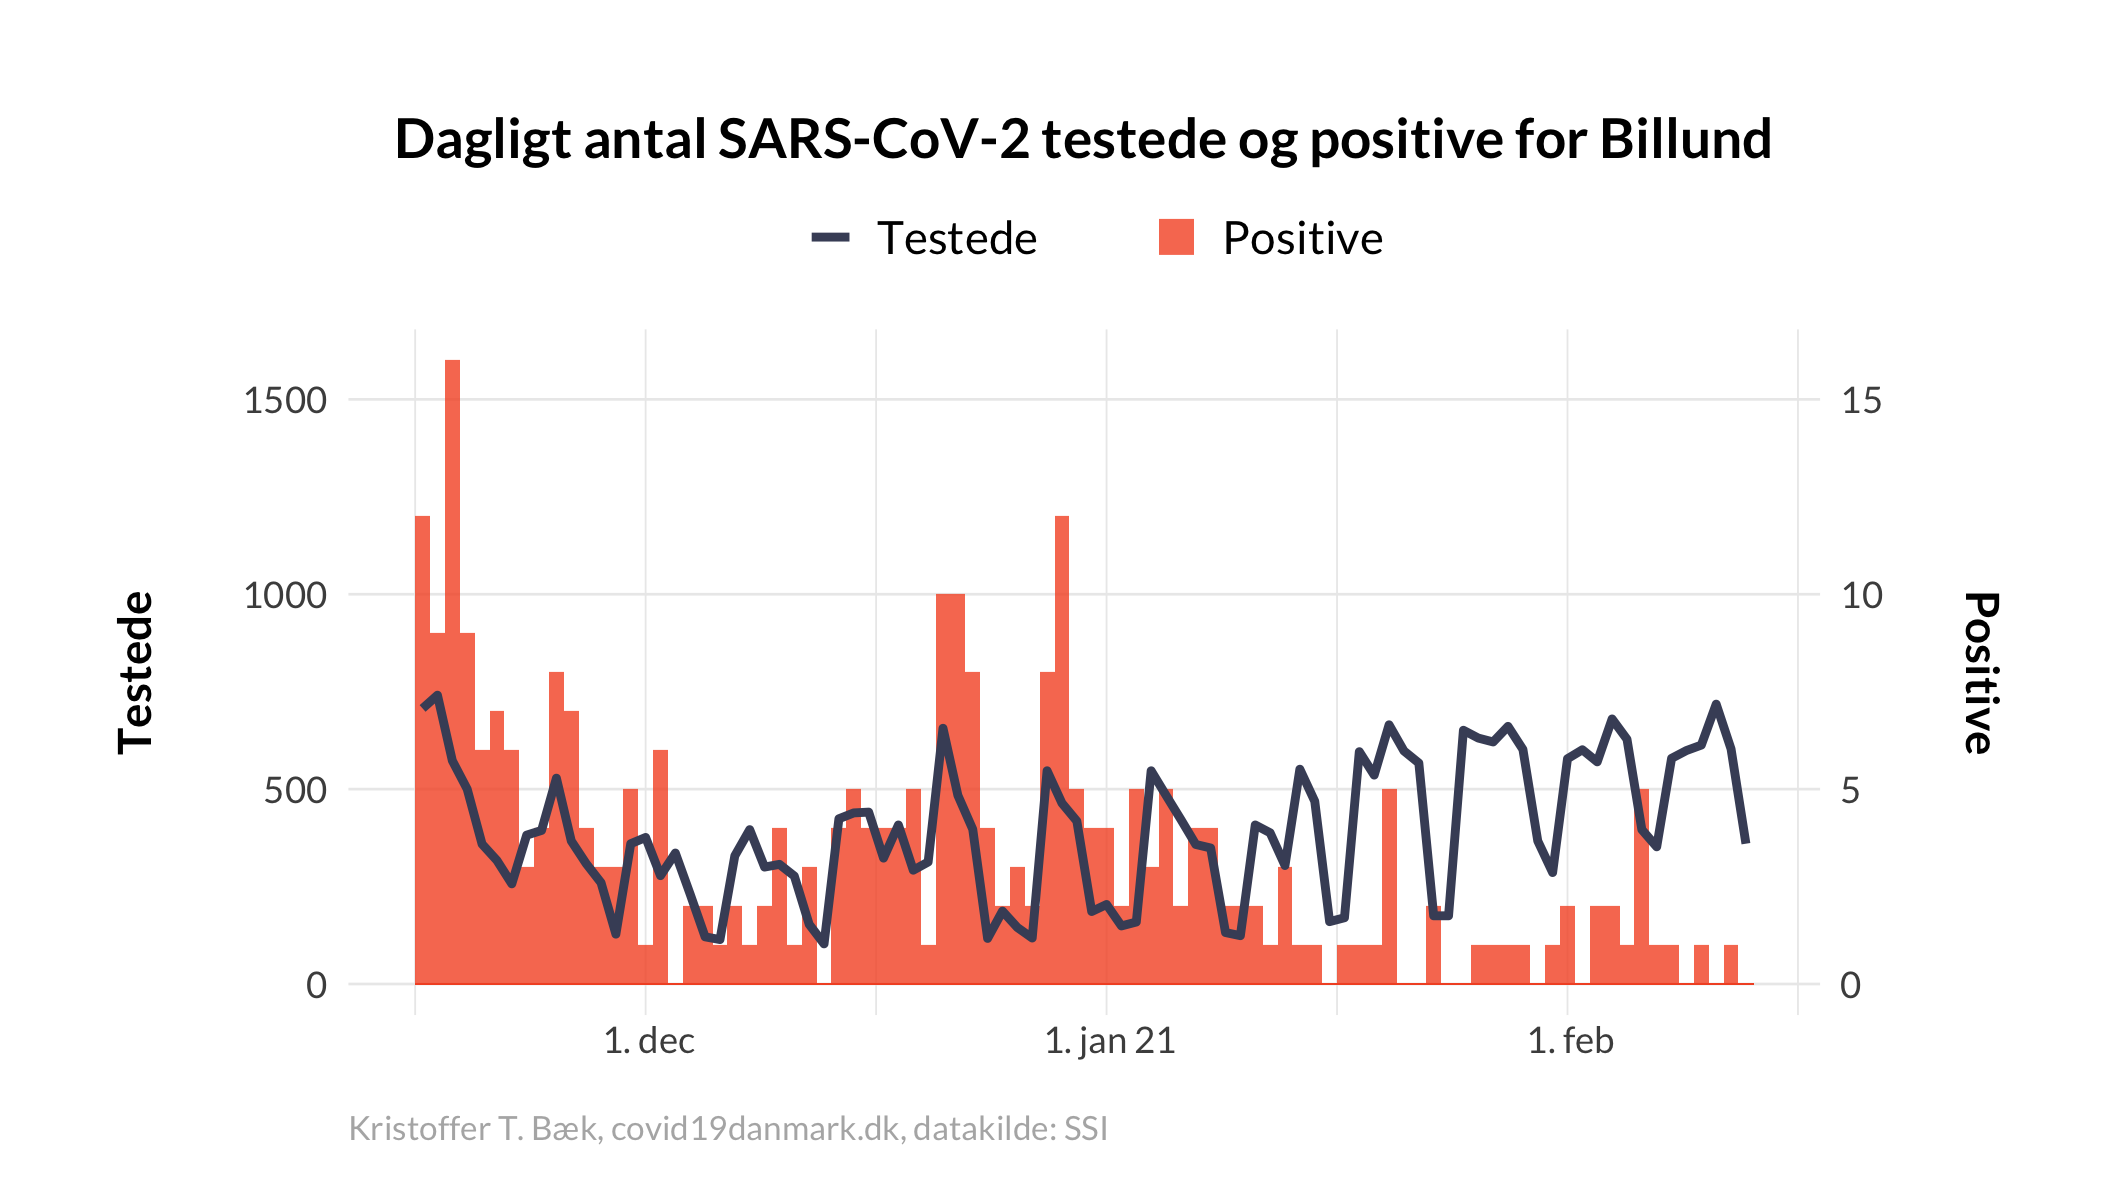 Dagligt antal SARS-CoV-2 testede og positive for Billund
Testede Positive
1500 15
1000 10
500 5
0 0
Testede
Positive
1. dec 1. jan 21 1. feb
Kristoffer T. Bæk, covid19danmark.dk, datakilde: SSI